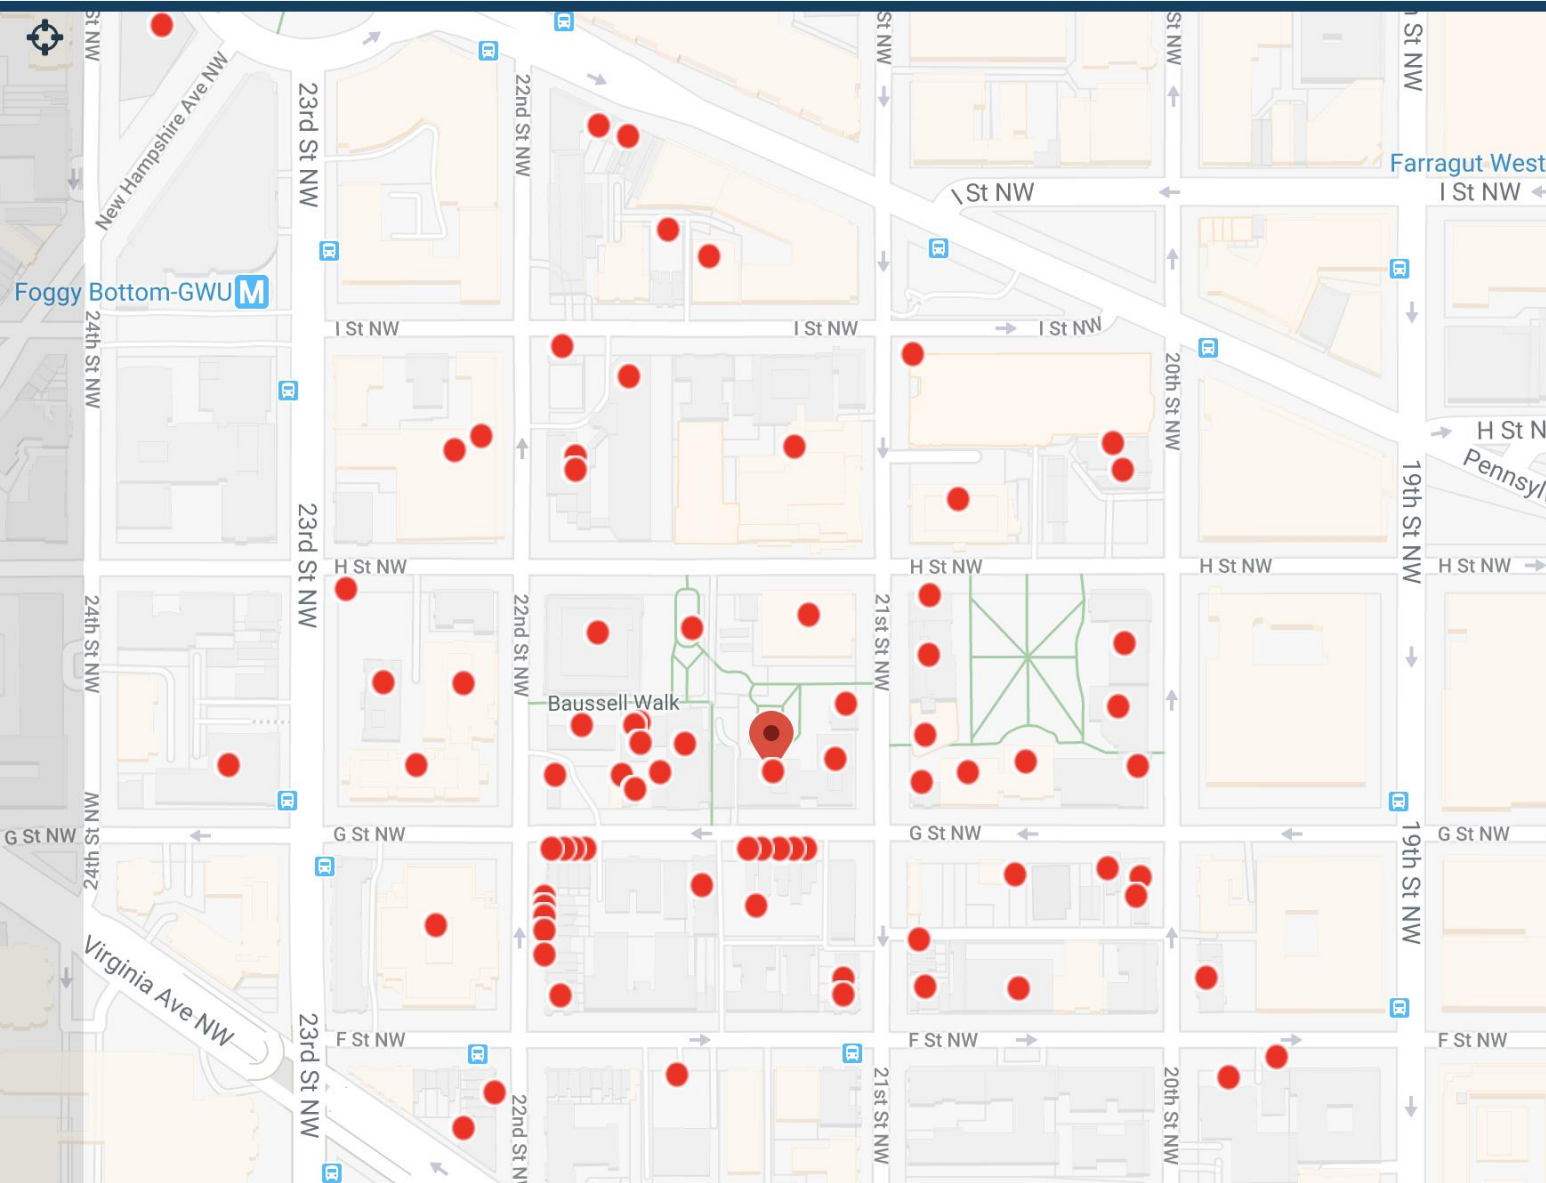 St NW
New Hampshire Ave NW
23rd St NW
22nd St NW
St NW
St NW
St NW
Farragut West
I St NW
I St NW
Foggy Bottom-GWU M
24th St NW
I St NW
I St NW
I St NW
20th St NW
H St N
Pennsyl
19th St NW
23rd St NW
H St NW
H St NW
H St NW
H St NW
24th St NW
22nd St NW
21st St NW
Baussell Walk
24th St NW
G St NW
G St NW
G St NW
G St NW
19th St NW
Virginia Ave NW
23rd St NW
F St NW
F St NW
F St NW
22nd St NW
21st St NW
20th St NW